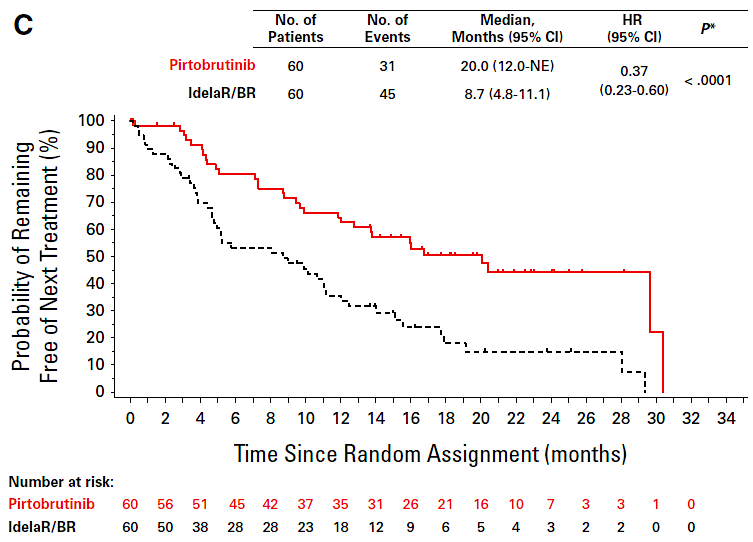 C
No. of Patients No. of Events Median, Months (95% CI) HR (95% CI) P*
Pirtobrutinib 60 31 20.0 (12.0-NE) 0.37 (0.23-0.60) < .0001
IdelaR/BR 60 45 8.7 (4.8-11.1)
Probability of Remaining
Free of Next Treatment (%)
100
90
80
70
60
50
40
30
20
10
0
0 2 4 6 8 10 12 14 16 18 20 22 24 26 28 30 32 34
Time Since Random Assignment (months)
Number at risk:
Pirtobrutinib 60 56 51 45 42 37 35 31 26 21 16 10 7 3 3 1 0
IdelaR/BR 60 50 38 28 28 23 18 12 9 6 5 4 3 2 2 0 0